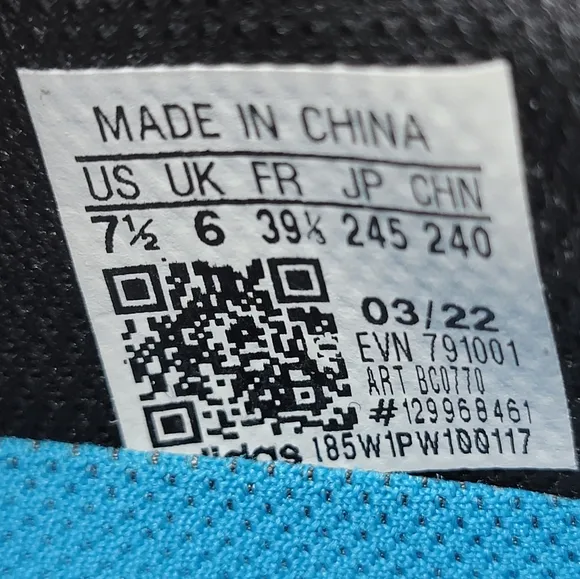 MADE IN CHINA
US UK FR JP CHN
7½ 6 39⅓ 245 240
03/22
EVN 791001
ART BC0770
#129968461
adidas 185W1PW100117